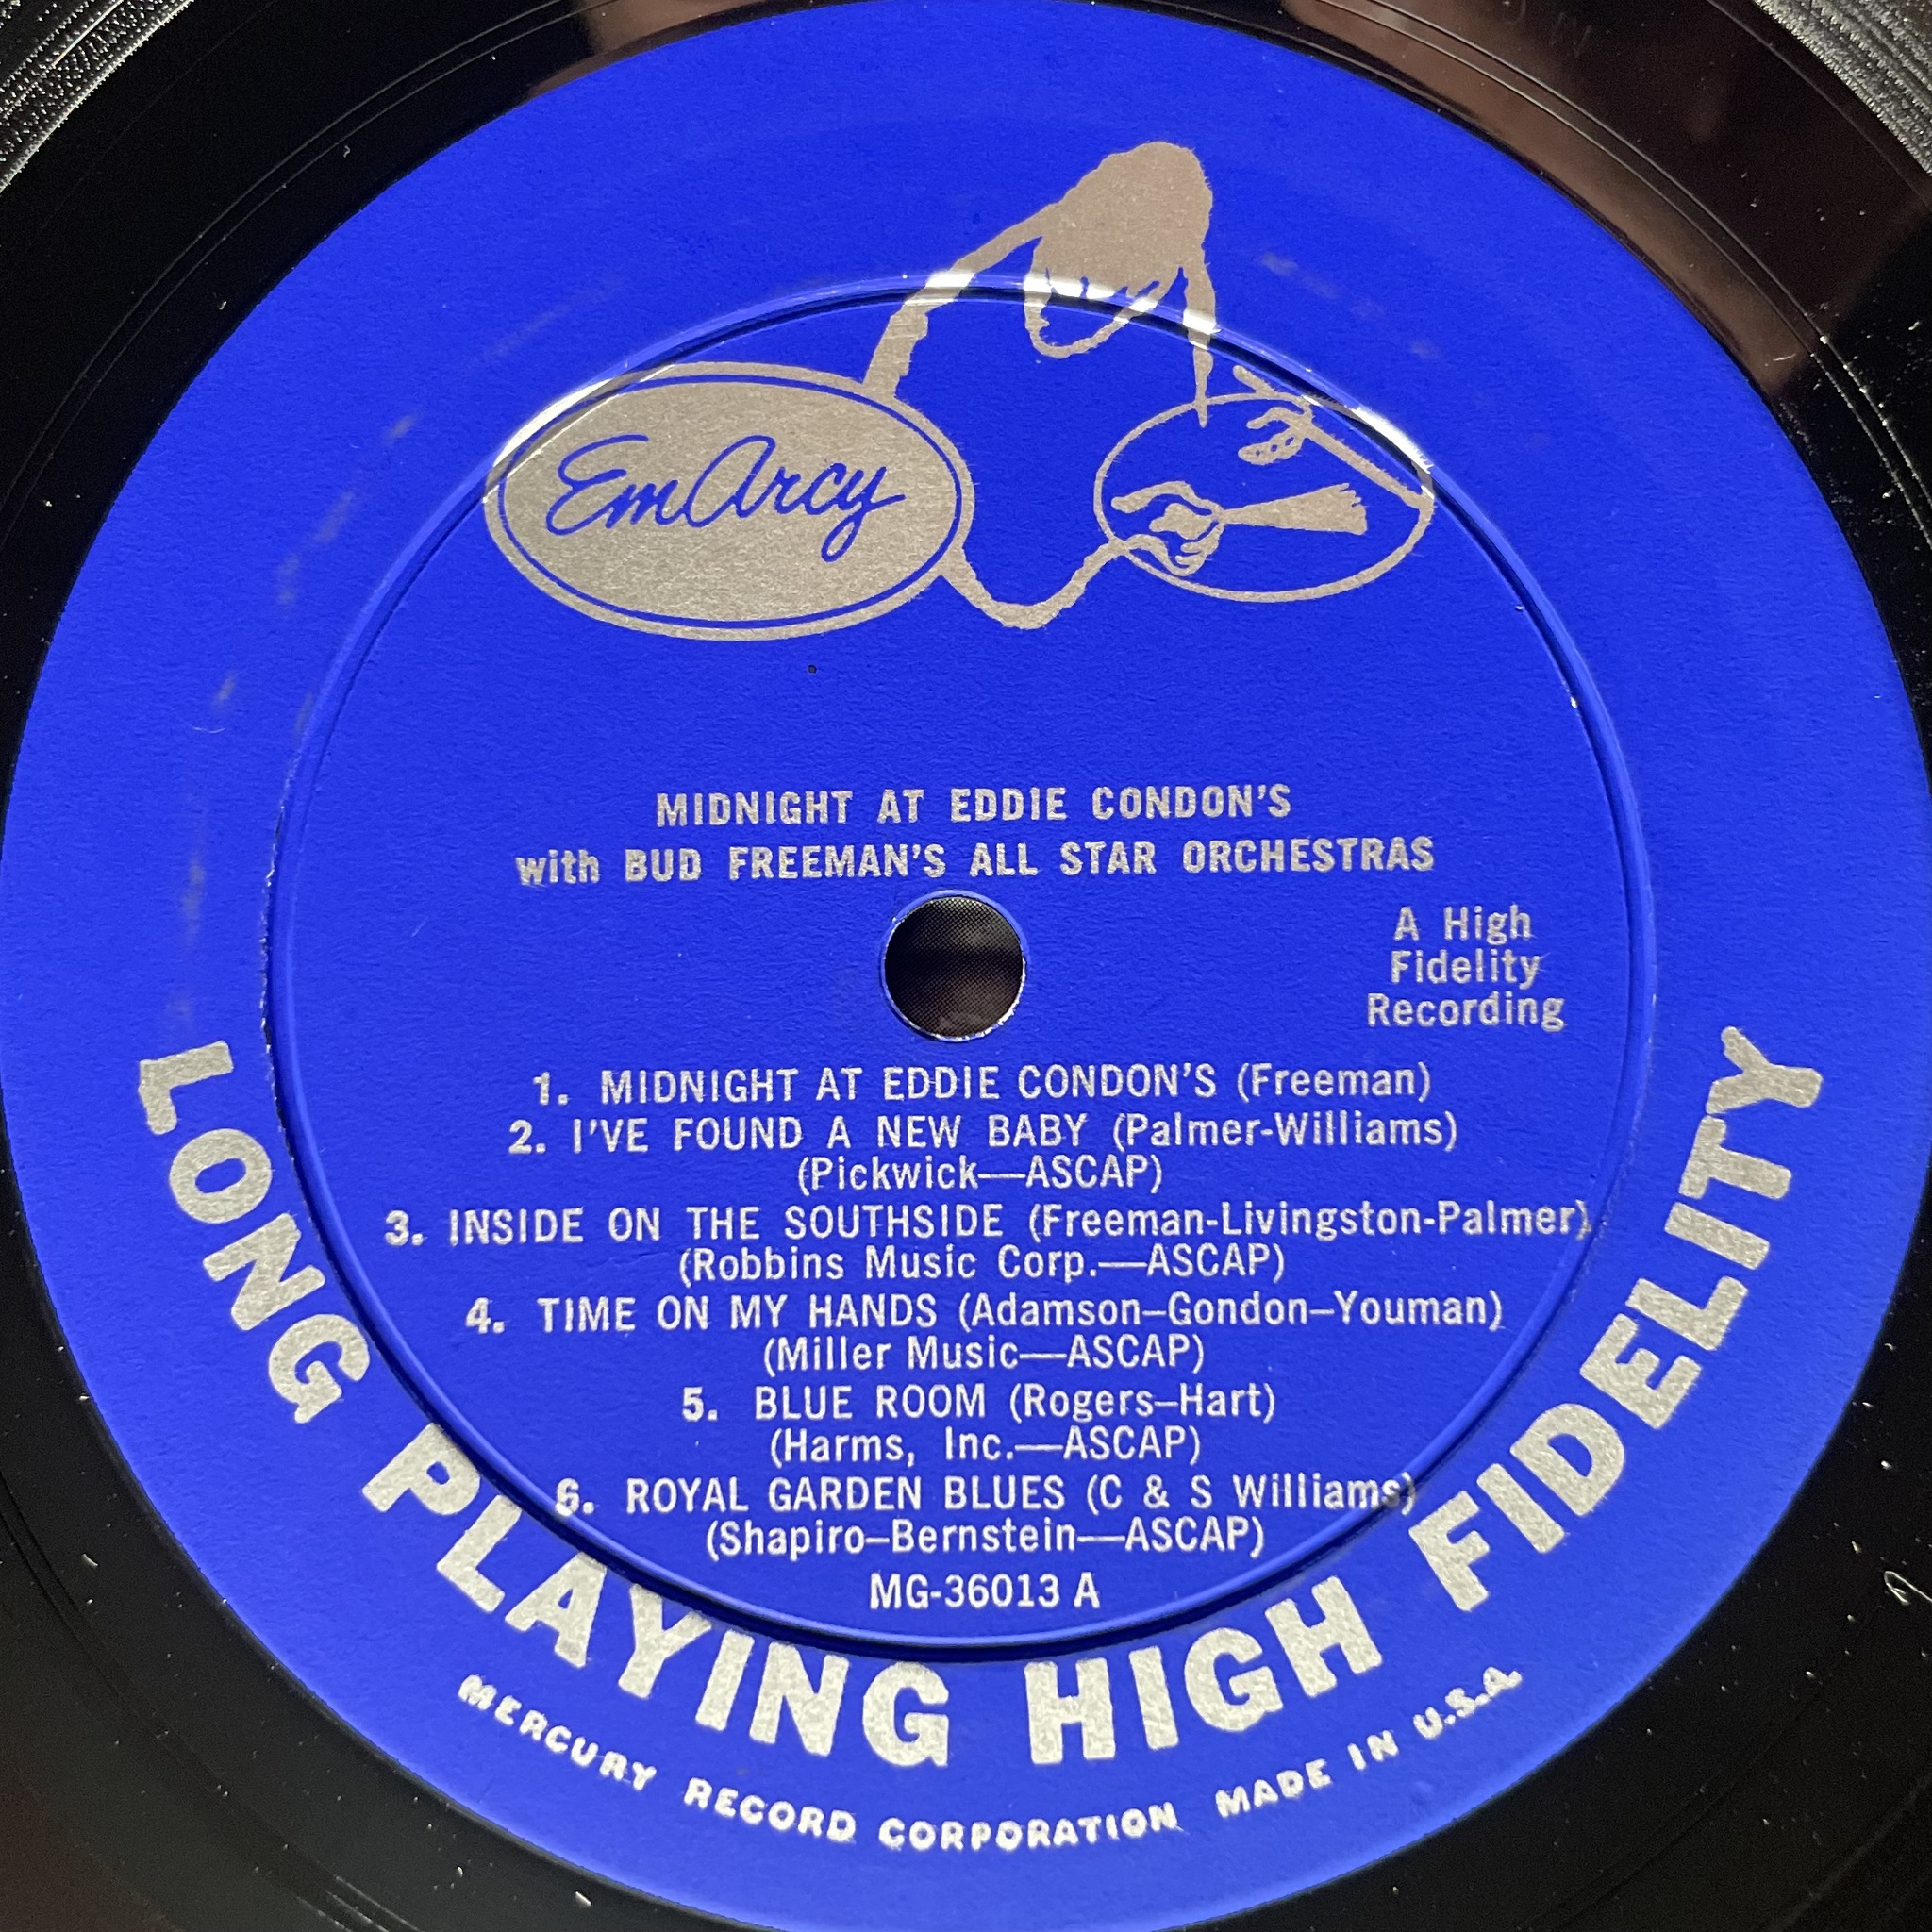 EmArcy
MIDNIGHT AT EDDIE CONDON'S
with BUD FREEMAN'S ALL STAR ORCHESTRAS
A High
Fidelity
Recording
1. MIDNIGHT AT EDDIE CONDON'S (Freeman)
2. I'VE FOUND A NEW BABY (Palmer-Williams)
(Pickwick—ASCAP)
3. INSIDE ON THE SOUTHSIDE (Freeman-Livingston-Palmer)
(Robbins Music Corp.—ASCAP)
4. TIME ON MY HANDS (Adamson–Gondon–Youman)
(Miller Music—ASCAP)
5. BLUE ROOM (Rogers–Hart)
(Harms, Inc.—ASCAP)
6. ROYAL GARDEN BLUES (C & S Williams)
(Shapiro–Bernstein—ASCAP)
MG-36013 A
LONG PLAYING HIGH FIDELITY
MERCURY RECORD CORPORATION MADE IN U.S.A.